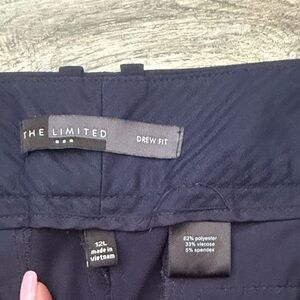 THE LIMITED
DREW FIT
12L
made in
vietnam
62% polyester
33% viscose
5% spandex